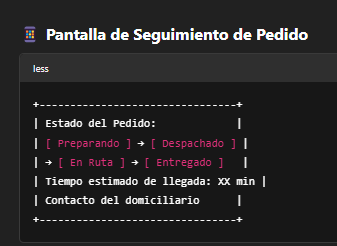 Pantalla de Seguimiento de Pedido
less
+--------------------------------+
| Estado del Pedido:             |
| [ Preparando ] → [ Despachado ] |
| → [ En Ruta ] → [ Entregado ]   |
| Tiempo estimado de llegada: XX min |
| Contacto del domiciliario      |
+--------------------------------+